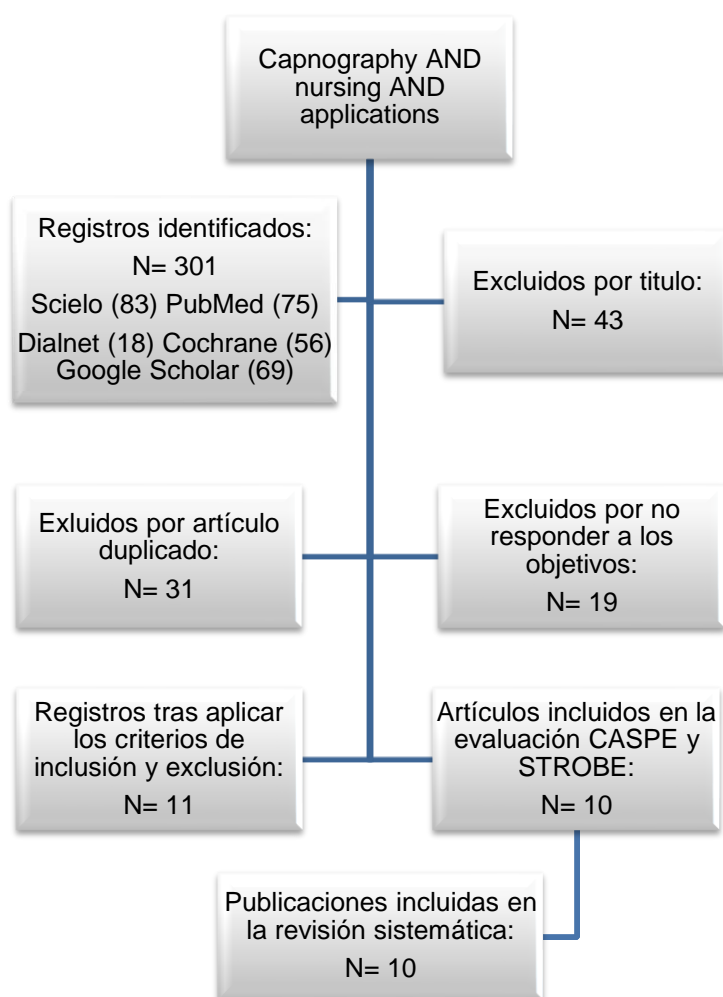 Capnography AND
nursing AND
applications
Registros identificados:
N= 301
Scielo (83) PubMed (75)
Dialnet (18) Cochrane (56)
Google Scholar (69)
Excluidos por titulo:
N= 43
Exluidos por artículo
duplicado:
N= 31
Excluidos por no
responder a los
objetivos:
N= 19
Registros tras aplicar
los criterios de
inclusión y exclusión:
N= 11
Artículos incluidos en la
evaluación CASPE y
STROBE:
N= 10
Publicaciones incluidas en
la revisión sistemática:
N= 10